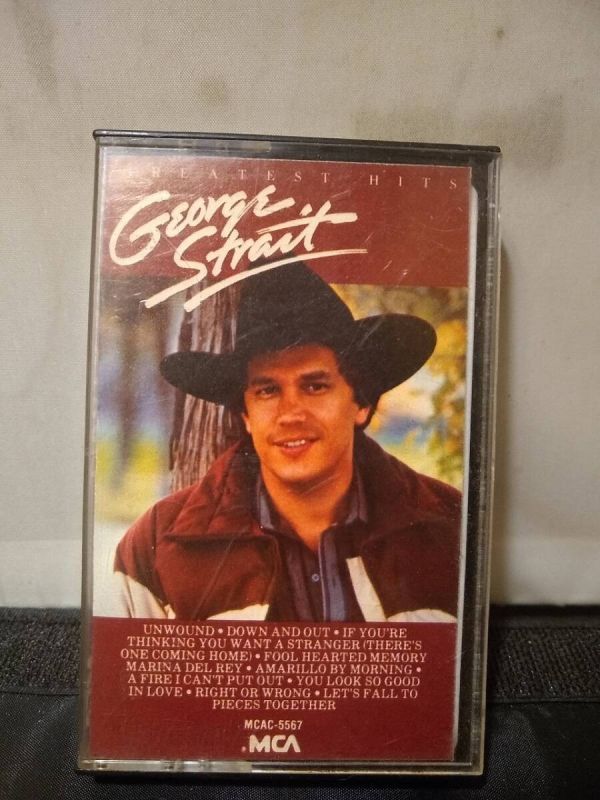 GREATEST HITS
George
Strait
UNWOUND • DOWN AND OUT • IF YOU'RE
THINKING YOU WANT A STRANGER (THERE'S
ONE COMING HOME) • FOOL HEARTED MEMORY
MARINA DEL REY • AMARILLO BY MORNING •
A FIRE I CAN'T PUT OUT • YOU LOOK SO GOOD
IN LOVE • RIGHT OR WRONG • LET'S FALL TO
PIECES TOGETHER
MCAC-5567
MCA